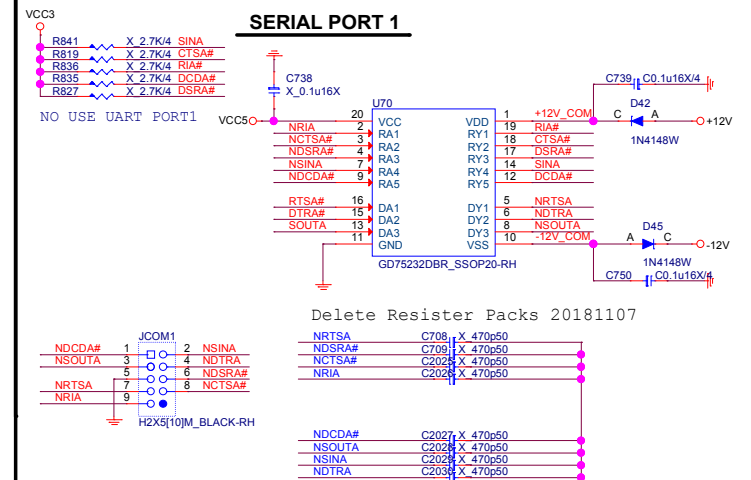 SERIAL PORT 1
VCC3
R841 X_2.7K/4 SINA
R819 X_2.7K/4 CTSA#
R836 X_2.7K/4 RIA#
R835 X_2.7K/4 DCDA#
R827 X_2.7K/4 DSRA#
NO USE UART PORT1
C738
X_0.1u16X
C739 C0.1u16X/4
D42
C A +12V
1N4148W
U70
VCC5 20 VCC VDD 1 +12V_COM
NRIA 2 RA1 RY1 19 RIA#
NCTSA# 3 RA2 RY2 18 CTSA#
NDSRA# 4 RA3 RY3 17 DSRA#
NSINA 7 RA4 RY4 14 SINA
NDCDA# 9 RA5 RY5 12 DCDA#
RTSA# 16 DA1 DY1 5 NRTSA
DTRA# 15 DA2 DY2 6 NDTRA
SOUTA 13 DA3 DY3 8 NSOUTA
11 GND VSS 10 -12V_COM
GD75232DBR_SSOP20-RH
D45
A C -12V
1N4148W
C750 C0.1u16X/4
Delete Resister Packs 20181107
JCOM1
NDCDA# 1 2 NSINA
NSOUTA 3 4 NDTRA
5 6 NDSRA#
NRTSA 7 8 NCTSA#
NRIA 9
H2X5[10]M_BLACK-RH
NRTSA C708 X_470p50
NDSRA# C709 X_470p50
NCTSA# C2025 X_470p50
NRIA C2026 X_470p50
NDCDA# C2027 X_470p50
NSOUTA C2028 X_470p50
NSINA C2029 X_470p50
NDTRA C2030 X_470p50